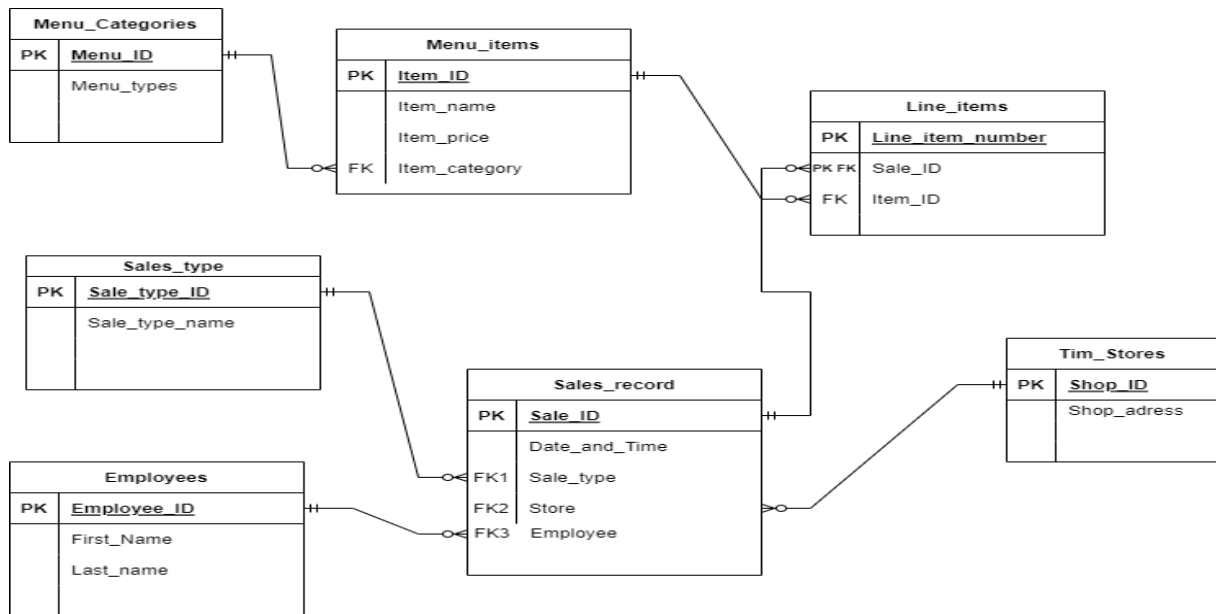 Menu_Categories
PK Menu_ID
Menu_types
Menu_items
PK Item_ID
Item_name
Item_price
FK Item_category
Line_items
PK Line_item_number
PK FK Sale_ID
FK Item_ID
Sales_type
PK Sale_type_ID
Sale_type_name
Sales_record
PK Sale_ID
Date_and_Time
FK1 Sale_type
FK2 Store
FK3 Employee
Tim_Stores
PK Shop_ID
Shop_adress
Employees
PK Employee_ID
First_Name
Last_name